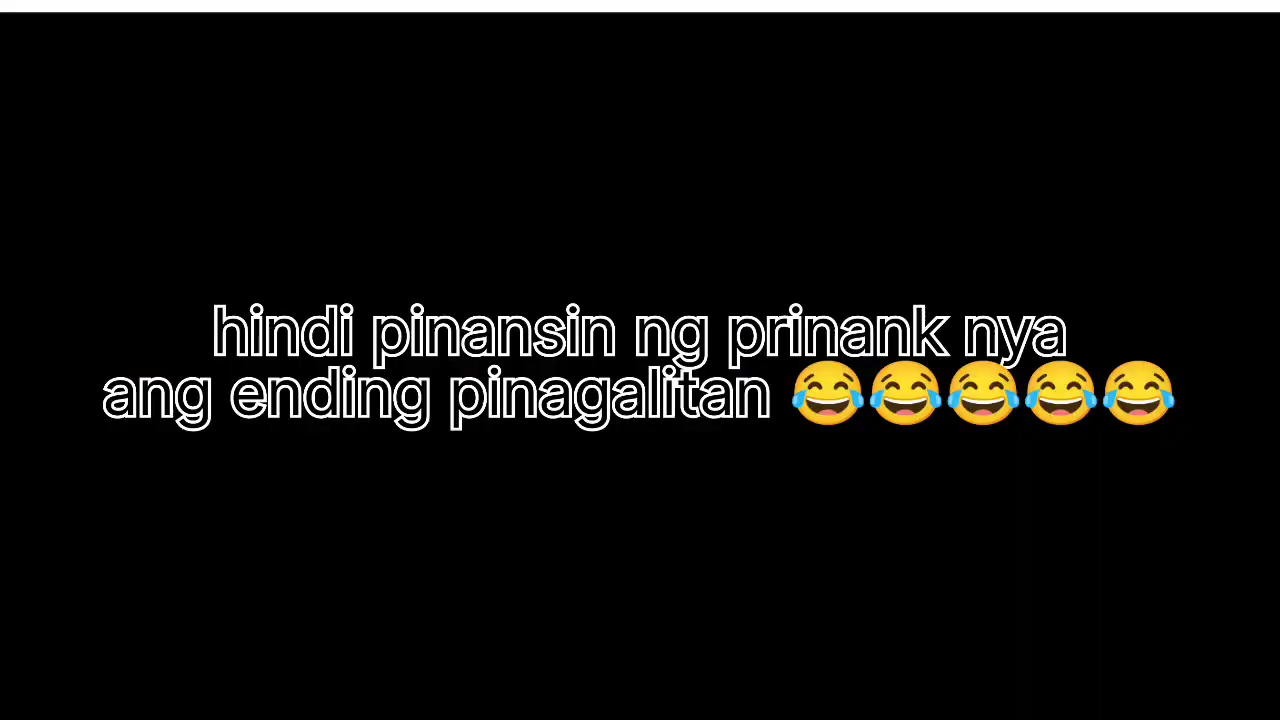 hindi pinansin ng prinank nya
ang ending pinagalitan 😂😂😂😂😂